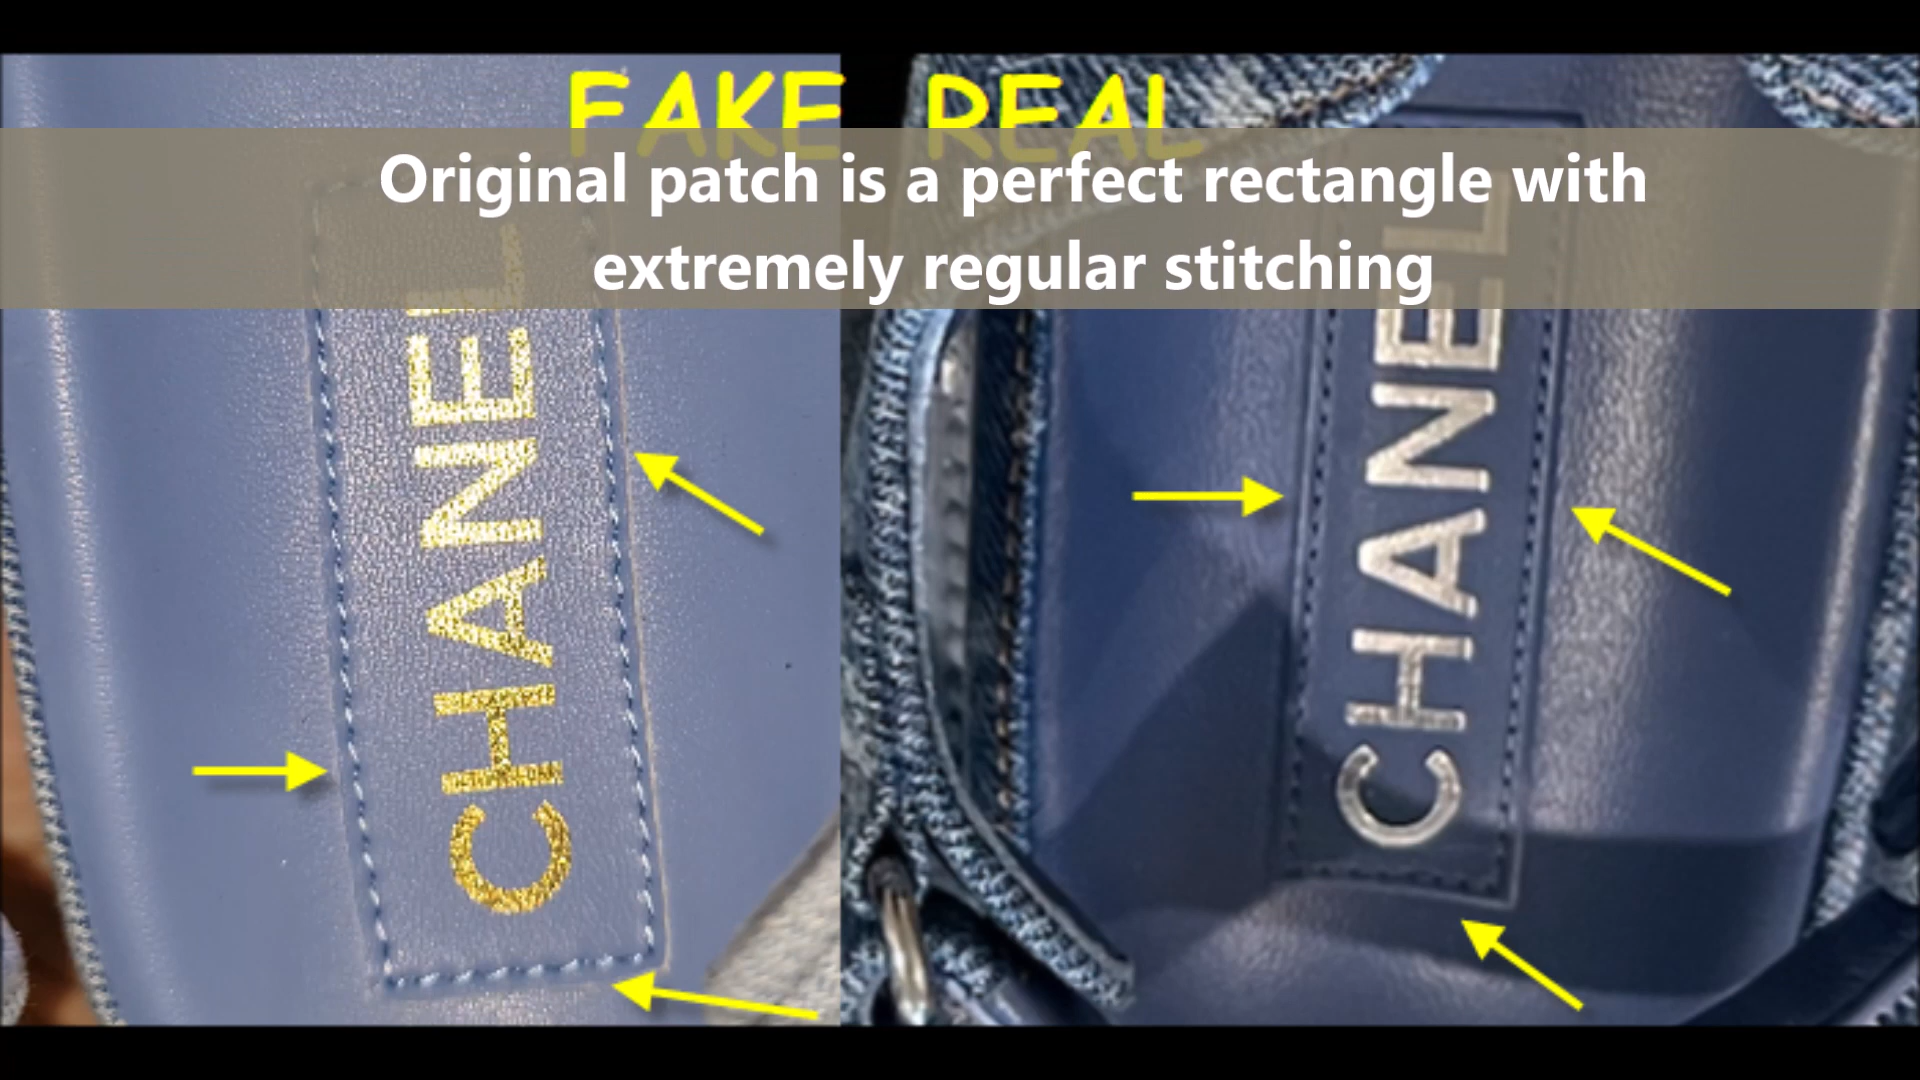 FAKE REAL
Original patch is a perfect rectangle with
extremely regular stitching
CHANEL
CHANEL